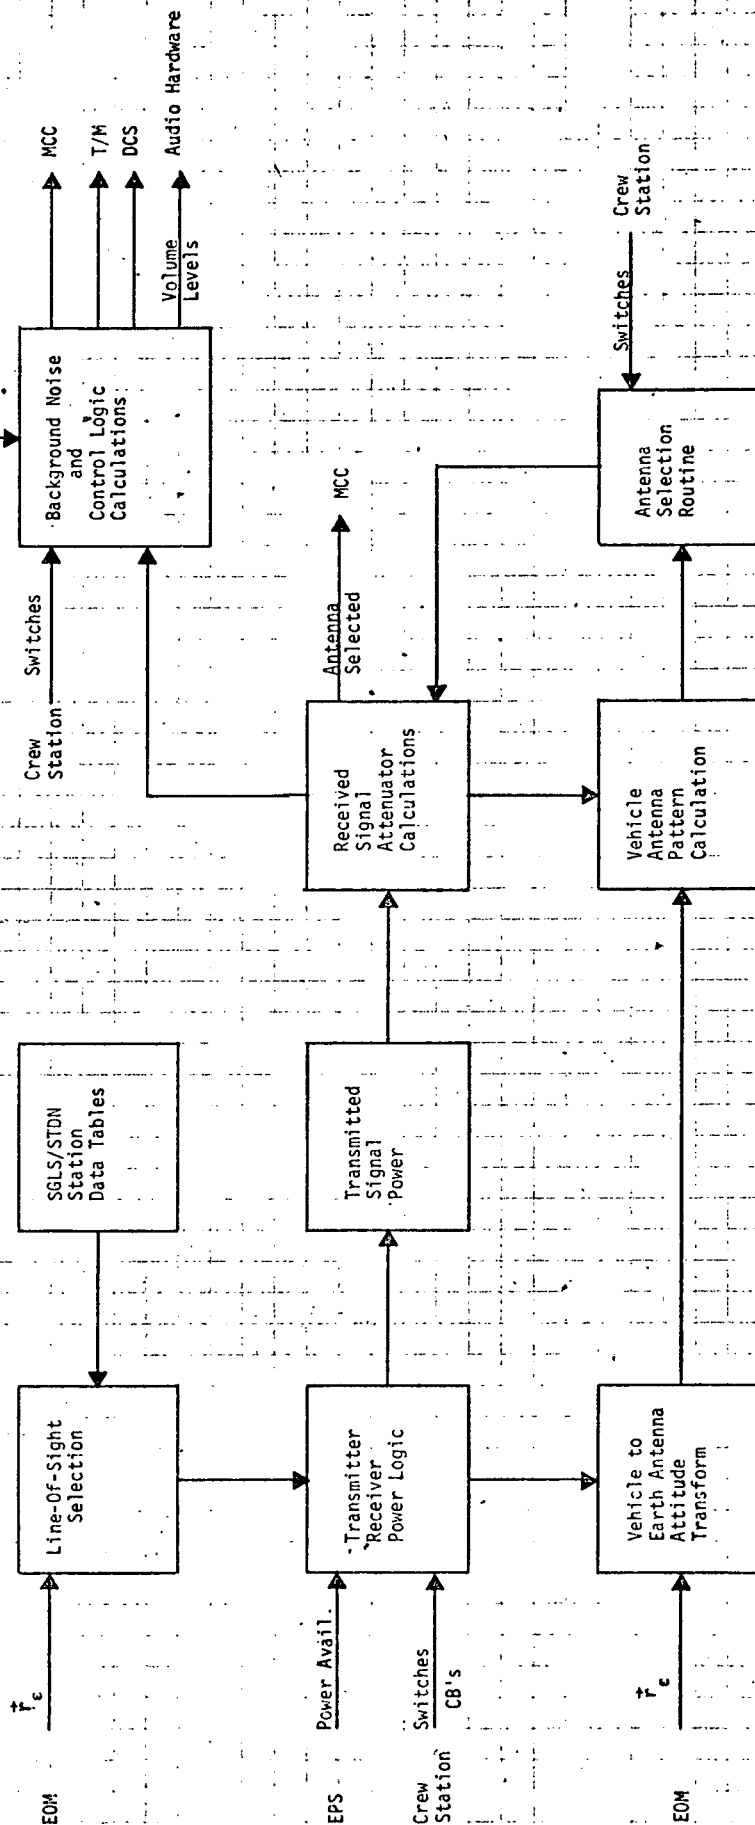 EOM
r⃗ε
Line-Of-Sight
Selection
SGLS/STDN
Station
Data Tables
Crew
Station
Switches
Background Noise
and
Control Logic
Calculations
MCC
T/M
DCS
Volume
Levels
Audio Hardware
EPS
Power Avail.
Crew
Station
Switches
CB's
Transmitter
Receiver
Power Logic
Transmitted
Signal
Power
Received
Signal
Attenuator
Calculations
Antenna
Selected
MCC
EOM
r⃗ε
Vehicle to
Earth Antenna
Attitude
Transform
Vehicle
Antenna
Pattern
Calculation
Antenna
Selection
Routine
Switches
Crew
Station